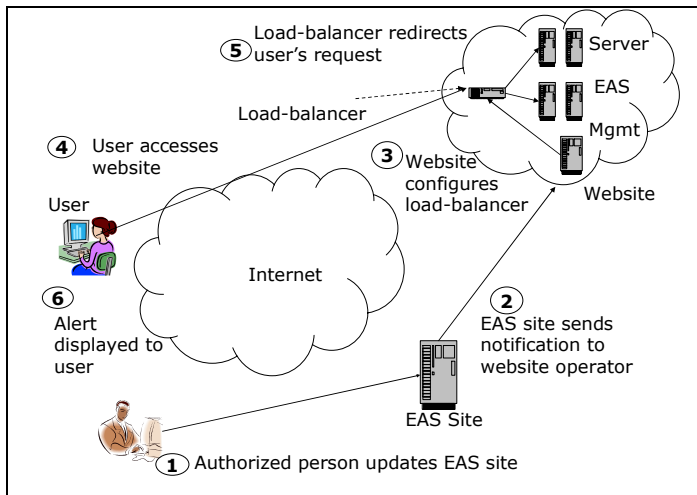 5 Load-balancer redirects
user's request
Server
EAS
Mgmt
Website
Load-balancer
4 User accesses
website
3 Website
configures
load-balancer
User
Internet
6
Alert
displayed to
user
2
EAS site sends
notification to
website operator
EAS Site
1 Authorized person updates EAS site